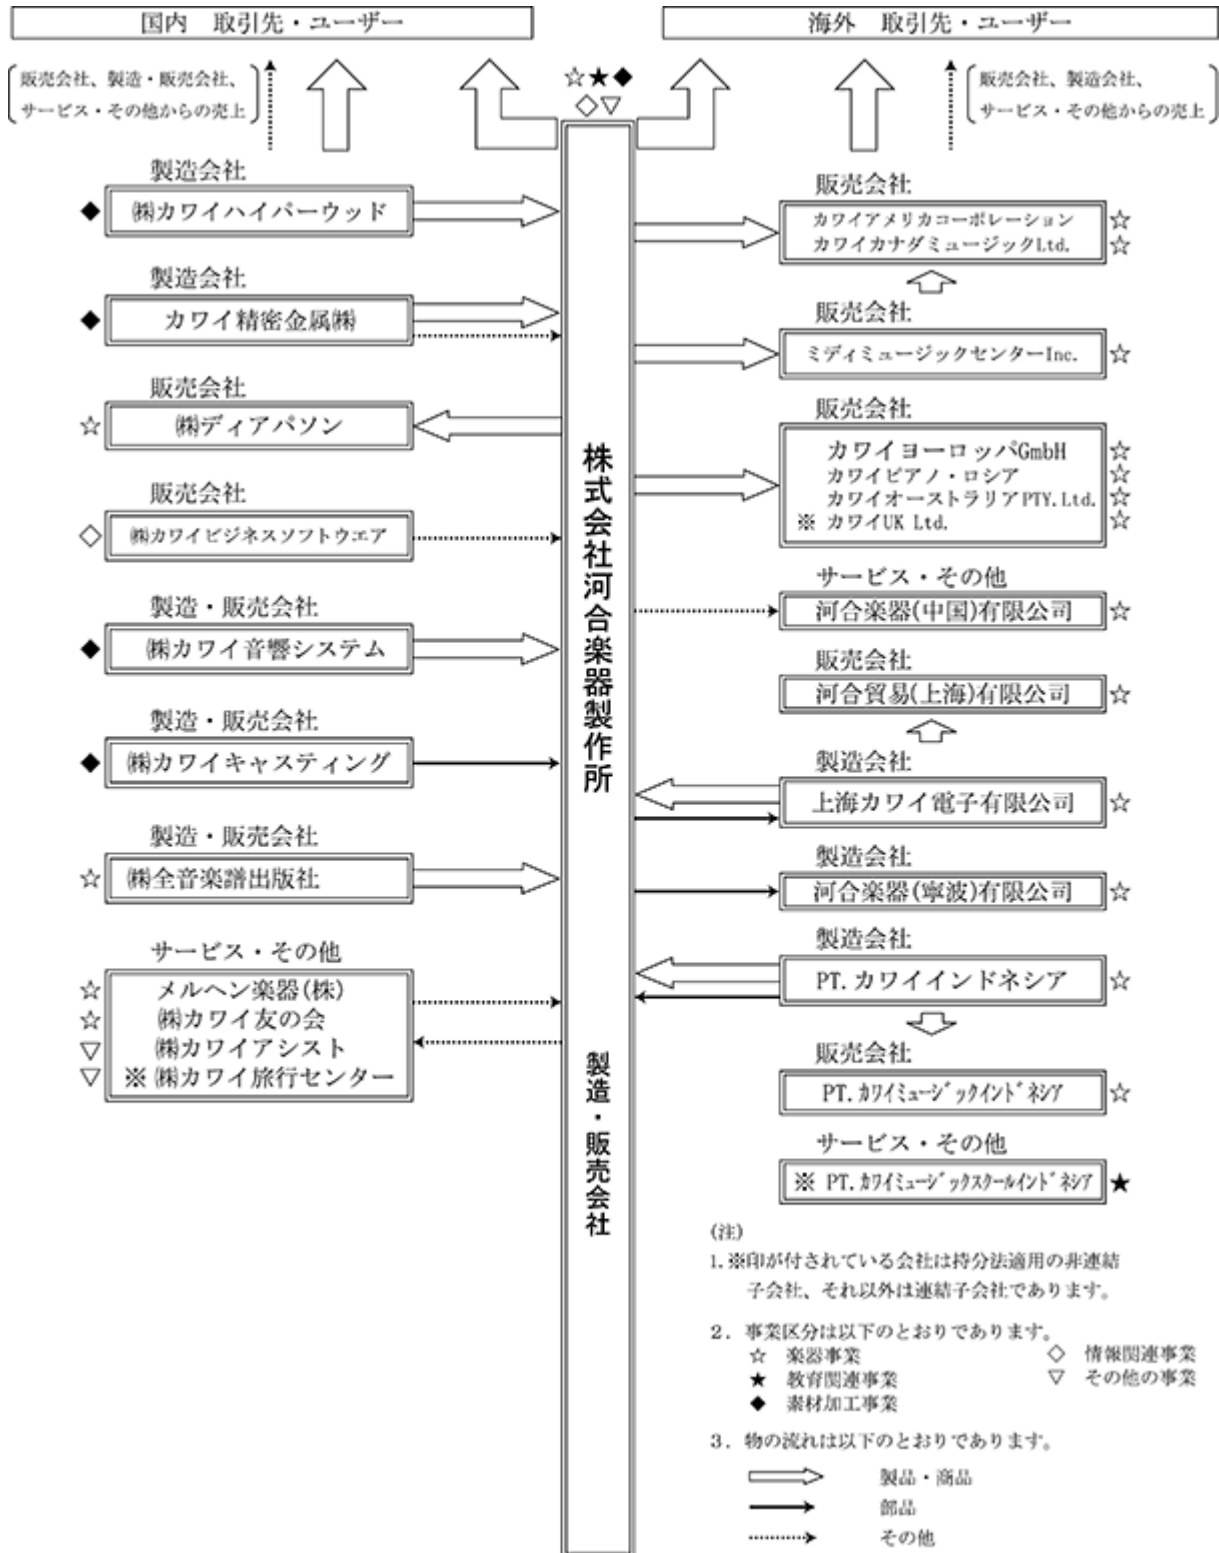 国内　取引先・ユーザー
海外　取引先・ユーザー
販売会社、製造・販売会社、
サービス・その他からの売上
☆★◆
◇▽
販売会社、製造会社、
サービス・その他からの売上
製造会社
◆ ㈱カワイハイパーウッド
製造会社
◆ カワイ精密金属㈱
販売会社
☆ ㈱ディアパソン
販売会社
◇ ㈱カワイビジネスソフトウエア
製造・販売会社
◆ ㈱カワイ音響システム
製造・販売会社
◆ ㈱カワイキャスティング
製造・販売会社
☆ ㈱全音楽譜出版社
サービス・その他
☆ メルヘン楽器(株)
☆ ㈱カワイ友の会
▽ ㈱カワイアシスト
▽ ※ ㈱カワイ旅行センター
株式会社河合楽器製作所
製造・販売会社
販売会社
カワイアメリカコーポレーション ☆
カワイカナダミュージックLtd. ☆
販売会社
ミディミュージックセンターInc. ☆
販売会社
カワイヨーロッパGmbH ☆
カワイピアノ・ロシア ☆
カワイオーストラリアPTY.Ltd. ☆
※ カワイUK Ltd. ☆
サービス・その他
河合楽器(中国)有限公司 ☆
販売会社
河合貿易(上海)有限公司 ☆
製造会社
上海カワイ電子有限公司 ☆
製造会社
河合楽器(寧波)有限公司 ☆
製造会社
PT.カワイインドネシア ☆
販売会社
PT.ｶﾜｲﾐｭｰｼﾞｯｸｲﾝﾄﾞﾈｼｱ ☆
サービス・その他
※ PT.ｶﾜｲﾐｭｰｼﾞｯｸｽｸｰﾙｲﾝﾄﾞﾈｼｱ ★
(注)
1.※印が付されている会社は持分法適用の非連結
子会社、それ以外は連結子会社であります。
2. 事業区分は以下のとおりであります。
☆ 楽器事業 ◇ 情報関連事業
★ 教育関連事業 ▽ その他の事業
◆ 素材加工事業
3. 物の流れは以下のとおりであります。
製品・商品
部品
その他